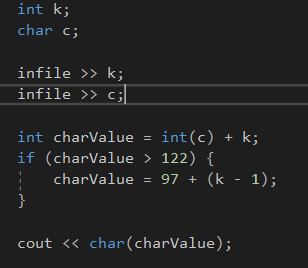 int k;
char c;
infile >> k;
infile >> c;
int charValue = int(c) + k;
if (charValue > 122) {
charValue = 97 + (k - 1);
}
cout << char(charValue);